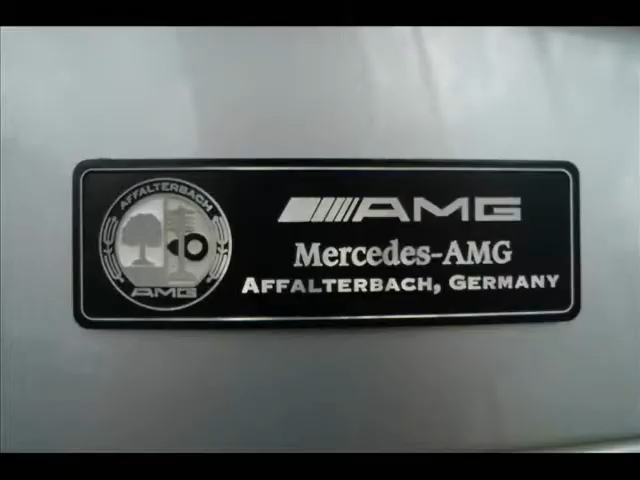 AFFALTERBACH
AMG
AMG
Mercedes-AMG
AFFALTERBACH, GERMANY